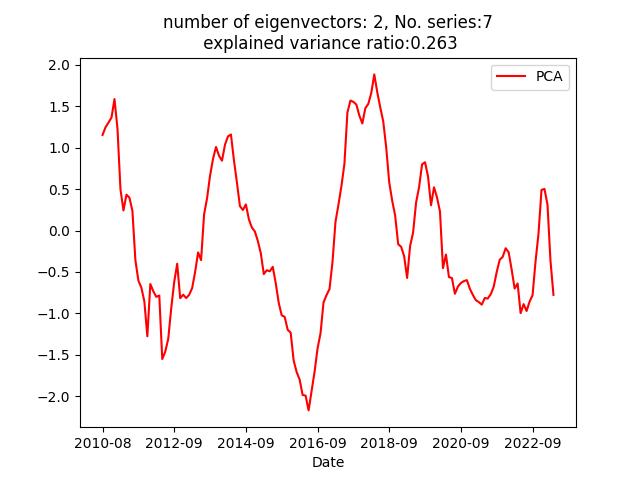 number of eigenvectors: 2, No. series:7
explained variance ratio:0.263
PCA
2.0
1.5
1.0
0.5
0.0
−0.5
−1.0
−1.5
−2.0
2010-08 2012-09 2014-09 2016-09 2018-09 2020-09 2022-09
Date